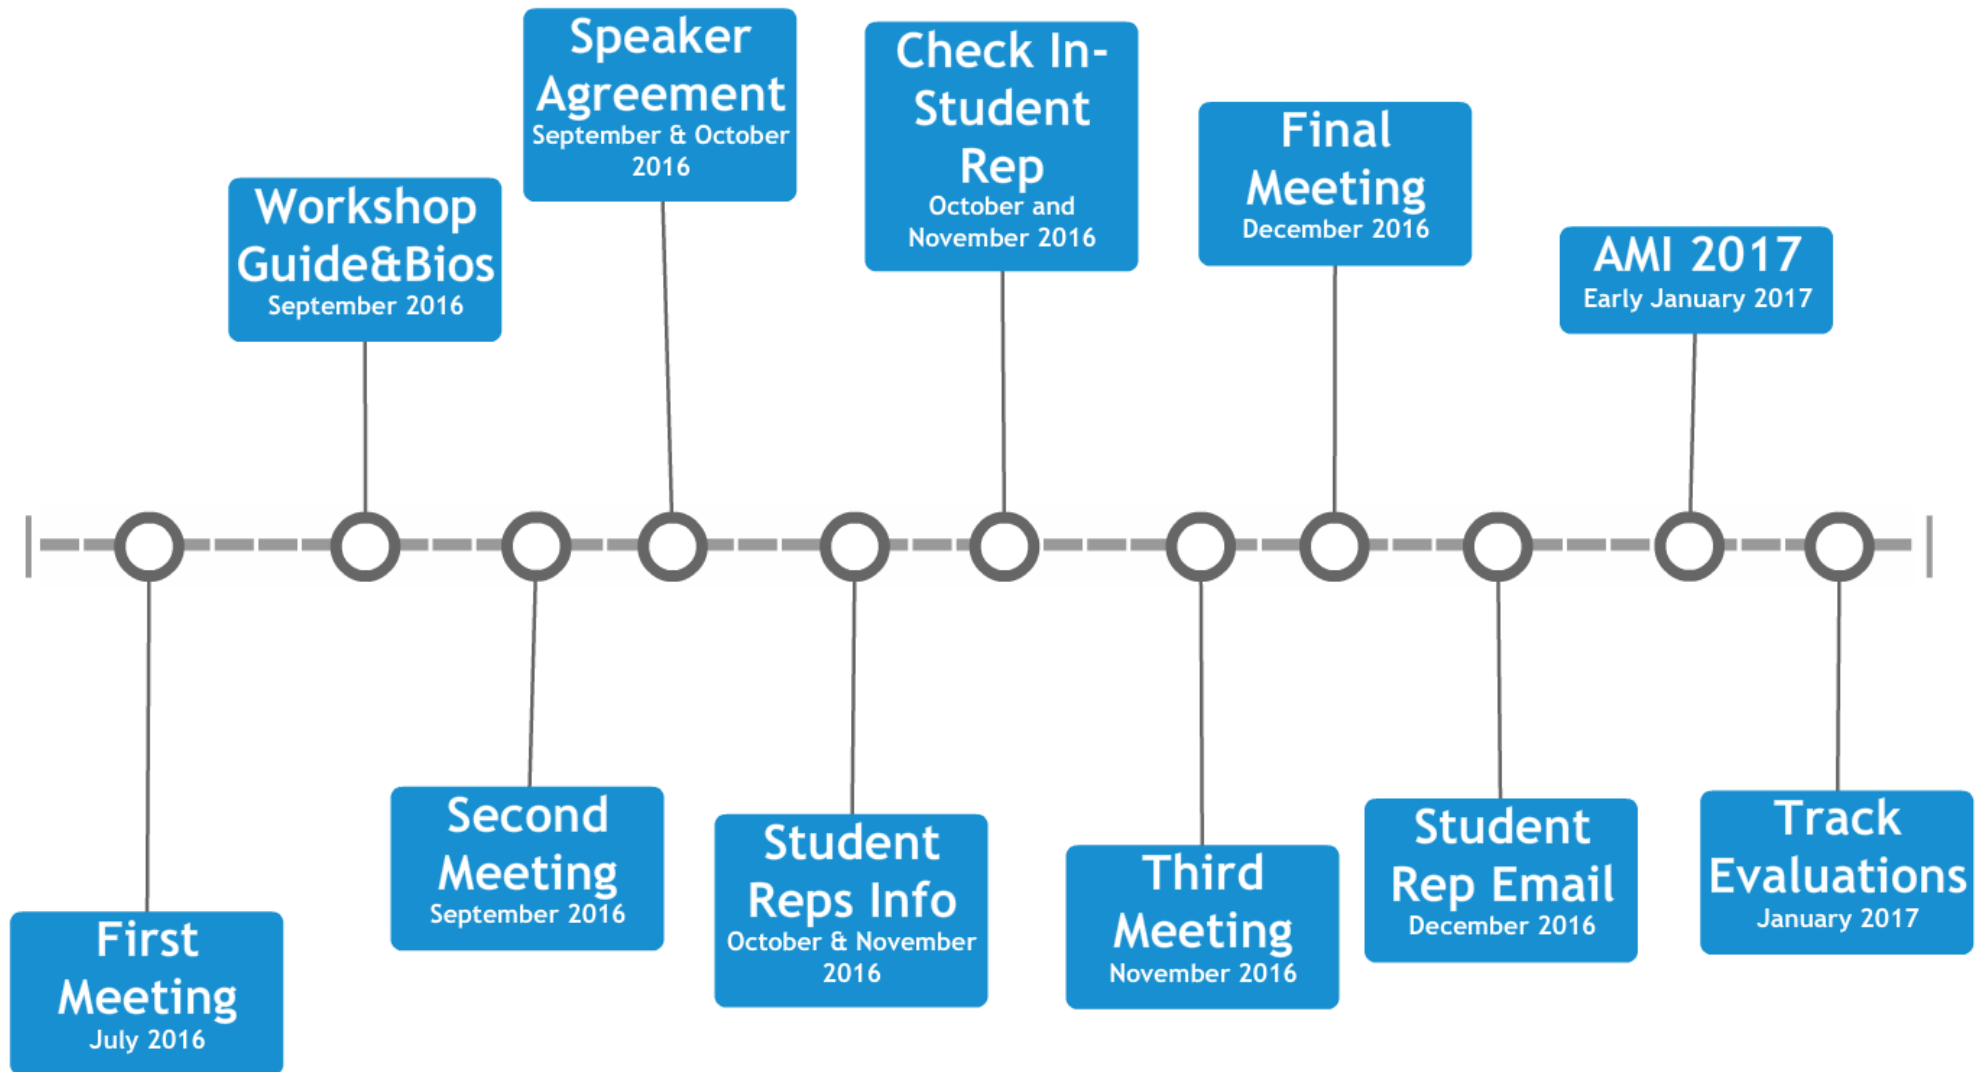 First
Meeting
July 2016
Workshop
Guide&Bios
September 2016
Second
Meeting
September 2016
Speaker
Agreement
September & October
2016
Student
Reps Info
October & November
2016
Check In-
Student
Rep
October and
November 2016
Third
Meeting
November 2016
Final
Meeting
December 2016
Student
Rep Email
December 2016
AMI 2017
Early January 2017
Track
Evaluations
January 2017